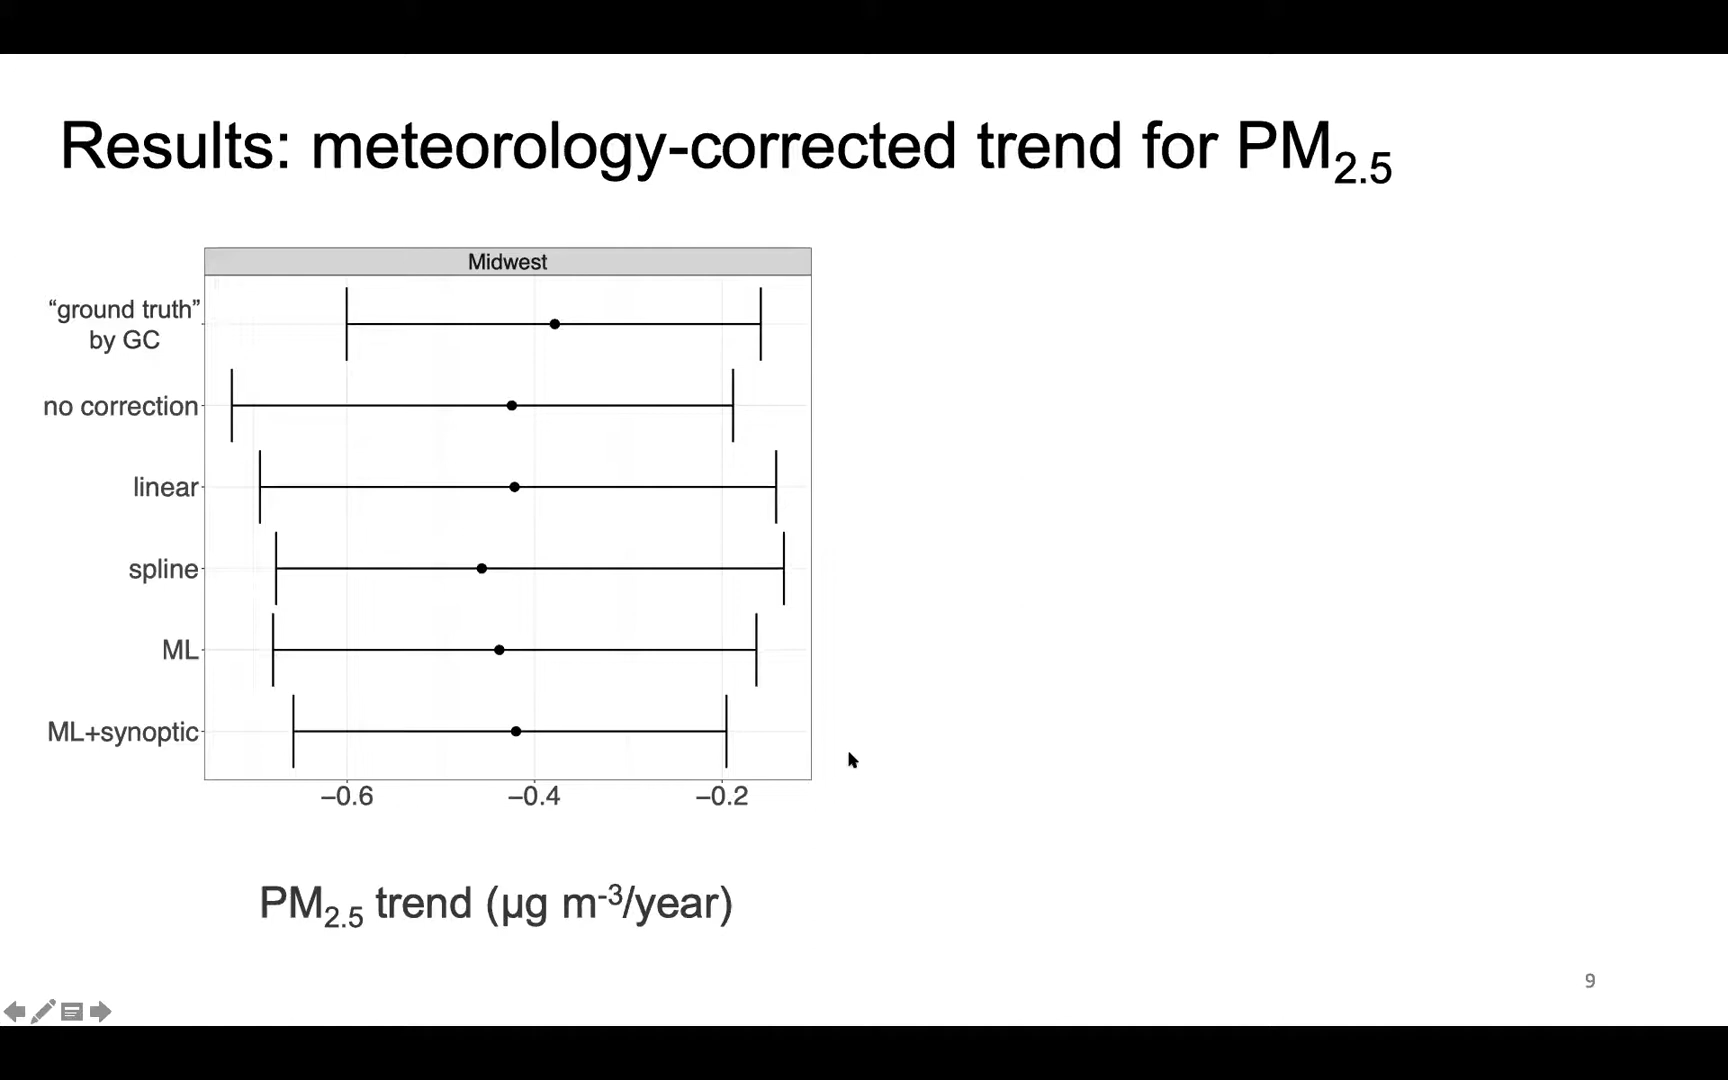 Results: meteorology-corrected trend for PM2.5
Midwest
“ground truth”
by GC
no correction
linear
spline
ML
ML+synoptic
−0.6 −0.4 −0.2
PM2.5 trend (μg m-3/year)
9